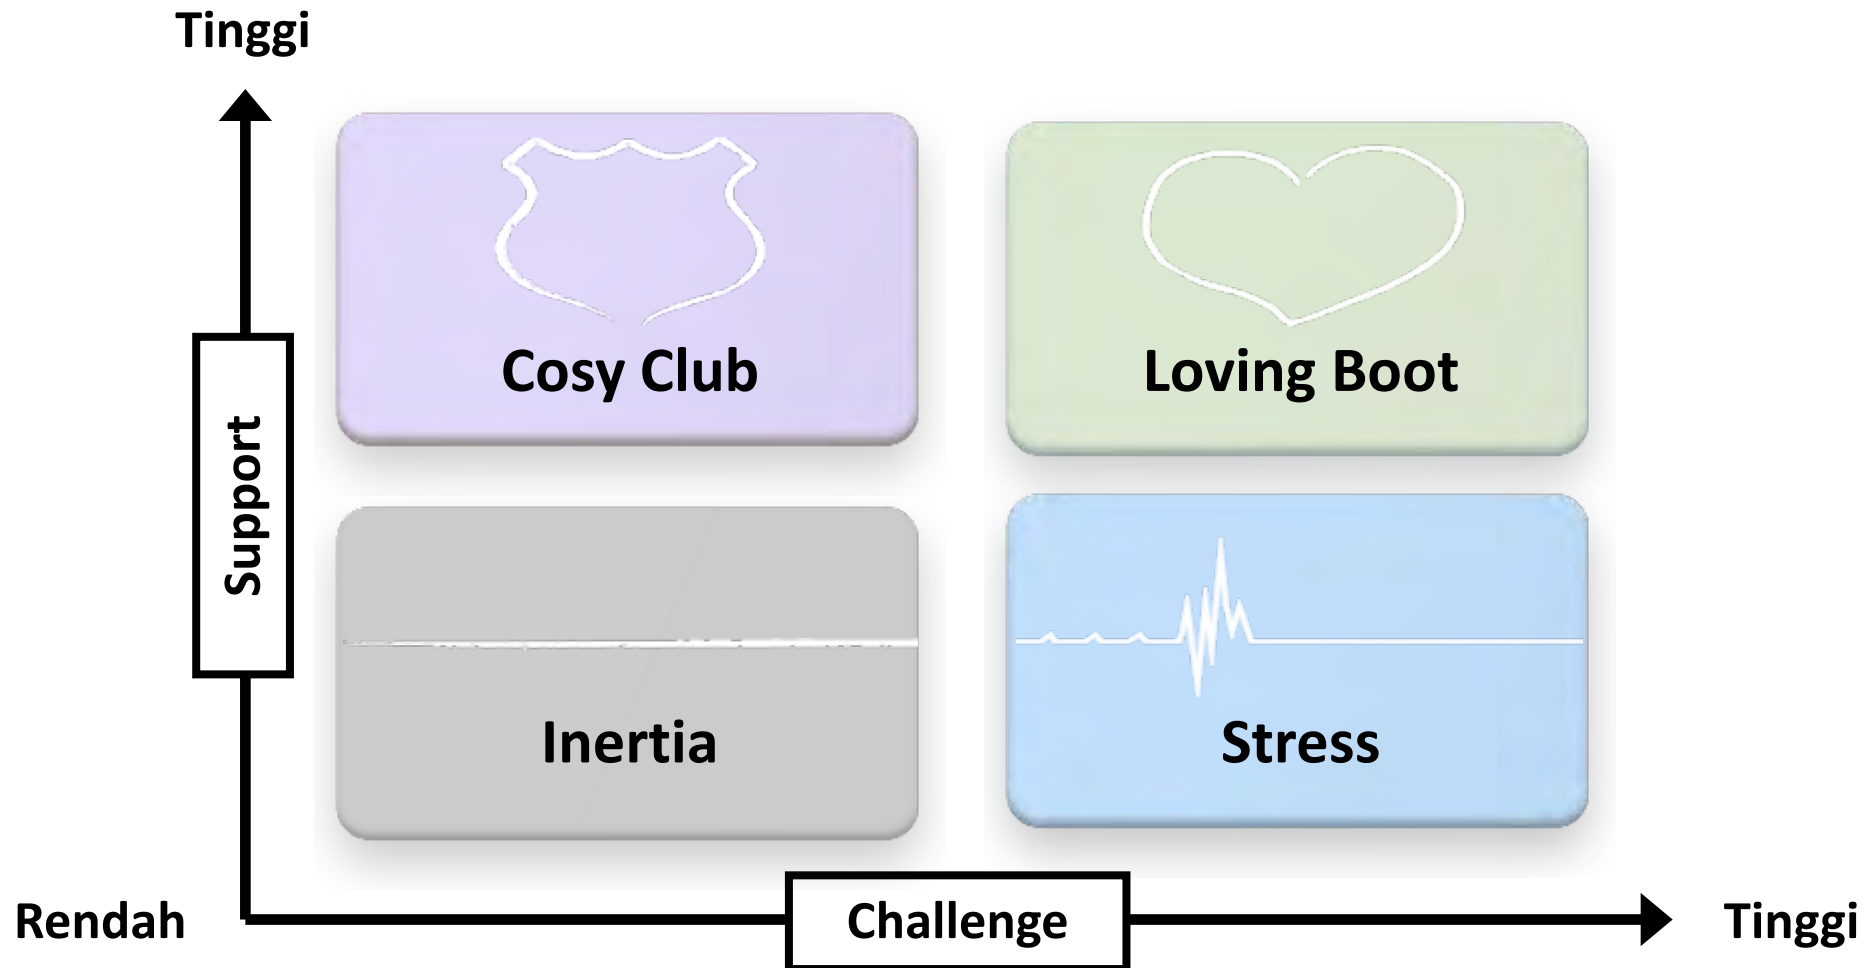 Tinggi
Cosy Club
Loving Boot
Support
Inertia
Stress
Rendah
Challenge
Tinggi